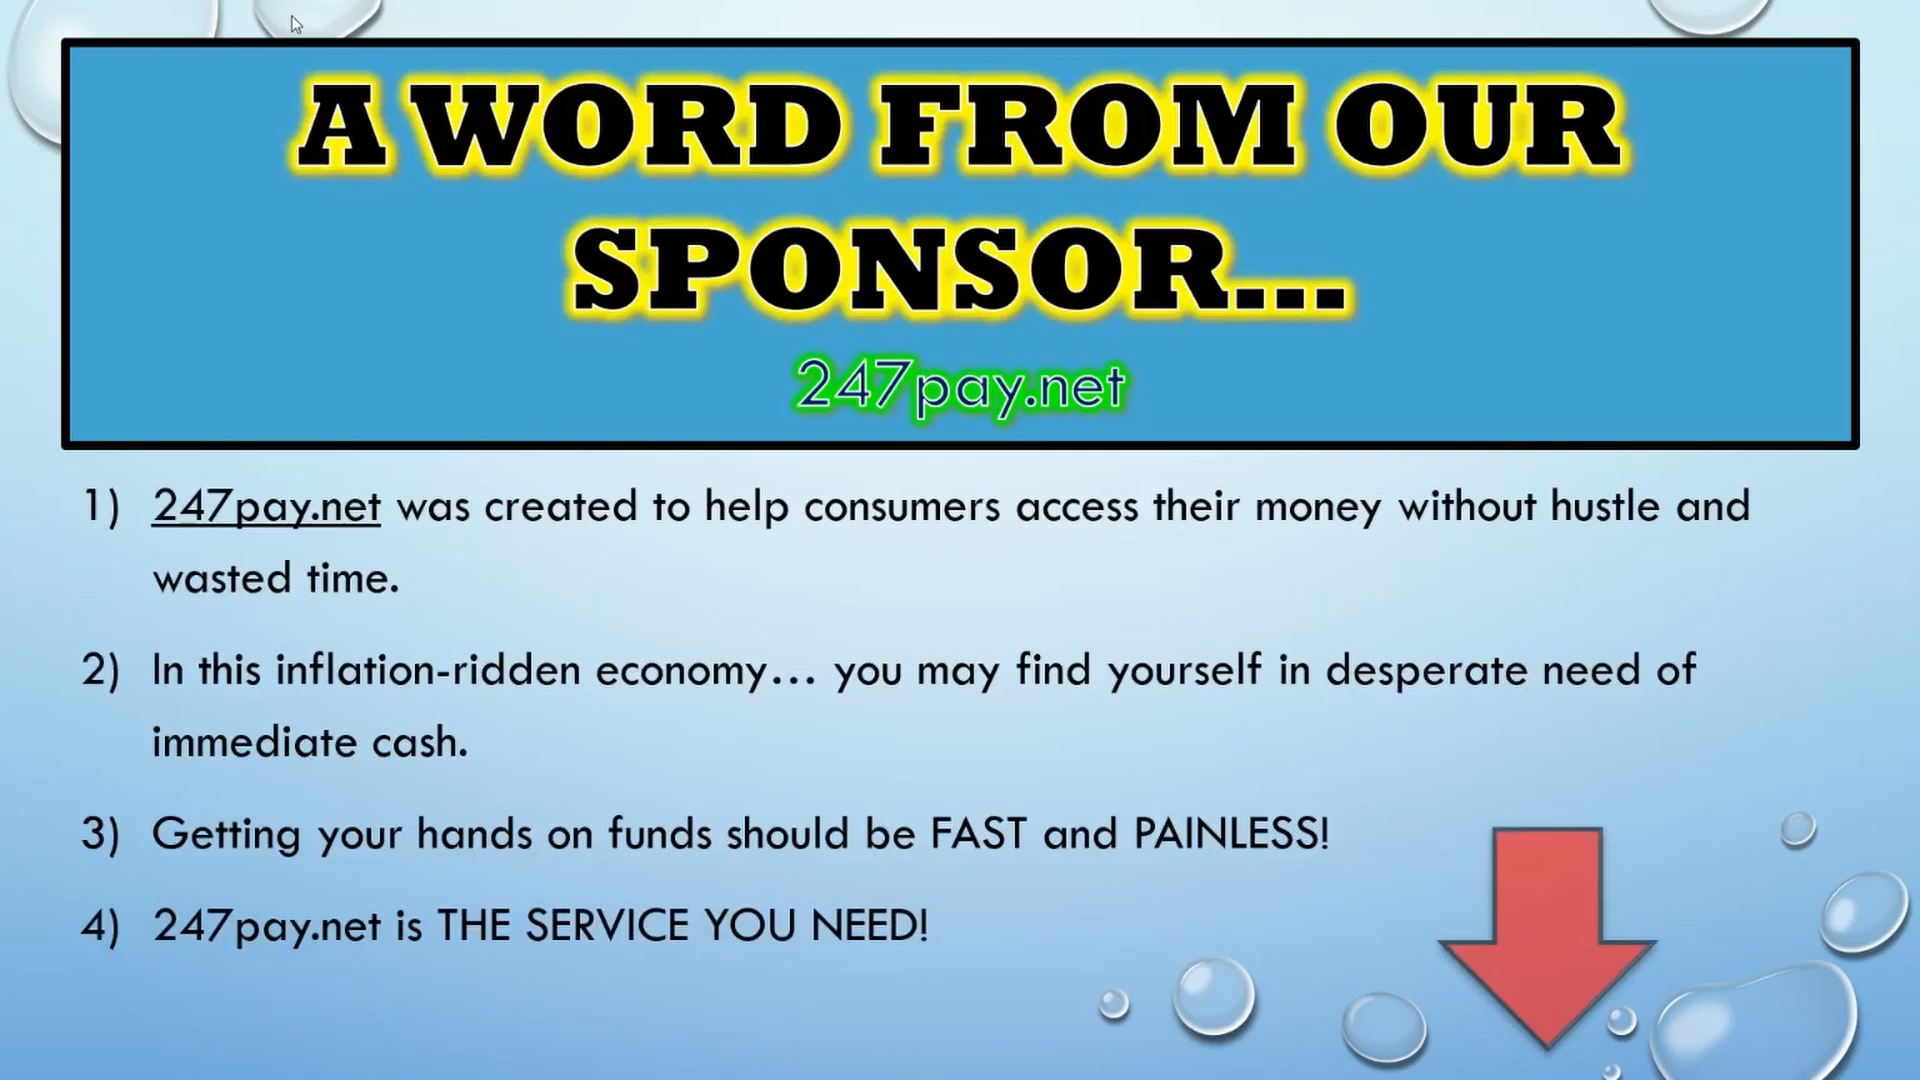 A WORD FROM OUR
SPONSOR...
247pay.net
1) 247pay.net was created to help consumers access their money without hustle and
wasted time.
2) In this inflation-ridden economy... you may find yourself in desperate need of
immediate cash.
3) Getting your hands on funds should be FAST and PAINLESS!
4) 247pay.net is THE SERVICE YOU NEED!